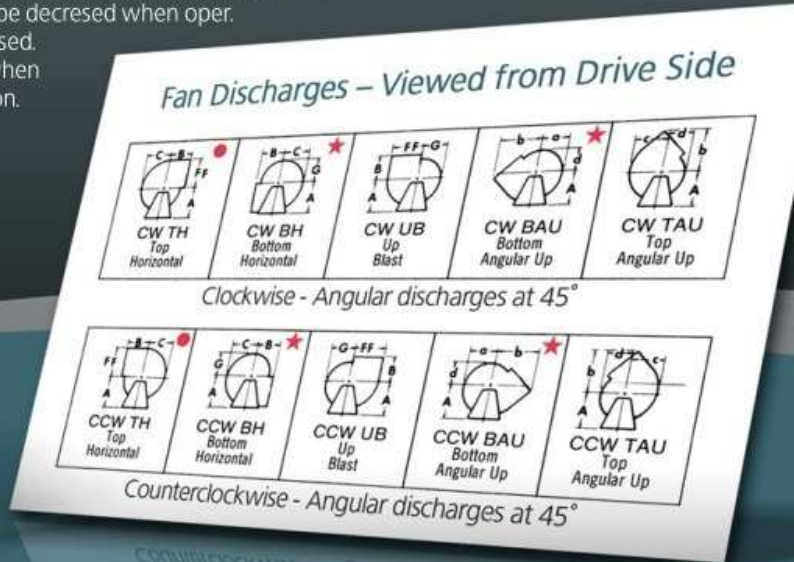 be decresed when oper.
sed.
when
on.
Fan Discharges – Viewed from Drive Side
C B FF A
CW TH
Top
Horizontal
B C G A
CW BH
Bottom
Horizontal
FF G B A
CW UB
Up
Blast
b a d A
CW BAU
Bottom
Angular Up
c d b A
CW TAU
Top
Angular Up
Clockwise - Angular discharges at 45°
B C FF A
CCW TH
Top
Horizontal
C B G A
CCW BH
Bottom
Horizontal
G FF B A
CCW UB
Up
Blast
a b d A
CCW BAU
Bottom
Angular Up
d c b A
CCW TAU
Top
Angular Up
Counterclockwise - Angular discharges at 45°